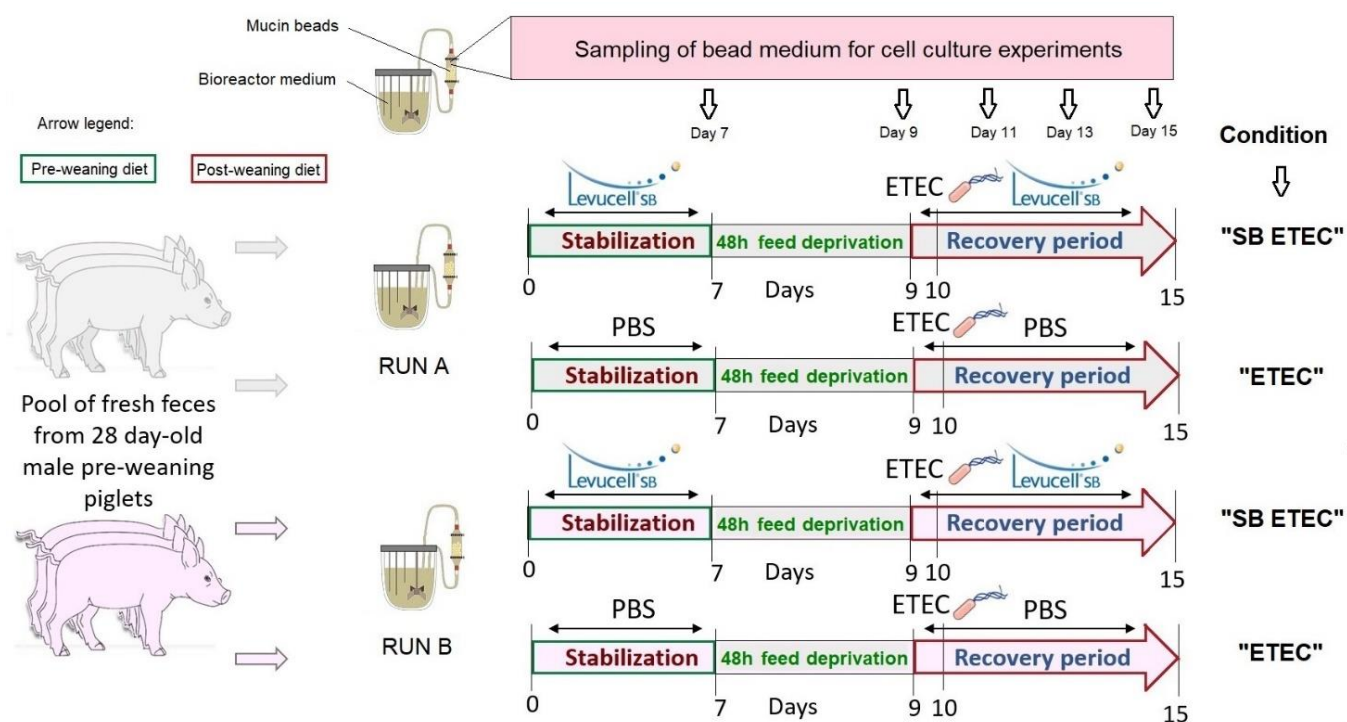 Mucin beads
Sampling of bead medium for cell culture experiments
Bioreactor medium
Arrow legend:
Pre-weaning diet
Post-weaning diet
Day 7
Day 9
Day 11
Day 13
Day 15
Condition
Levucell SB
ETEC
Levucell SB
Stabilization
48h feed deprivation
Recovery period
"SB ETEC"
0
7
Days
9
10
15
RUN A
PBS
ETEC
PBS
Stabilization
48h feed deprivation
Recovery period
"ETEC"
0
7
Days
9
10
15
Pool of fresh feces
from 28 day-old
male pre-weaning
piglets
Levucell SB
ETEC
Levucell SB
Stabilization
48h feed deprivation
Recovery period
"SB ETEC"
0
7
Days
9
10
15
RUN B
PBS
ETEC
PBS
Stabilization
48h feed deprivation
Recovery period
"ETEC"
0
7
Days
9
10
15